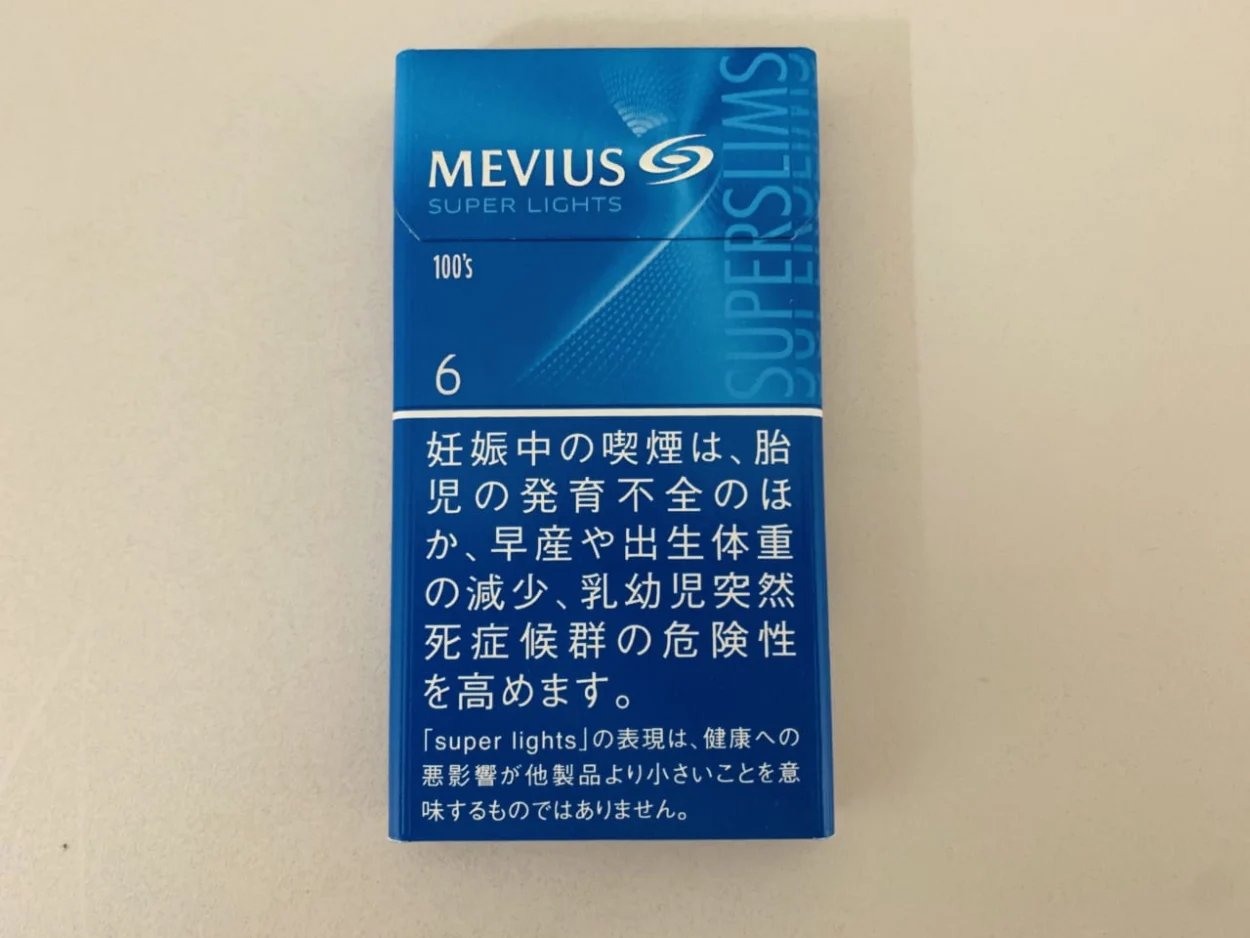 MEVIUS
SUPER LIGHTS
100's
6
SUPERSLIMS
妊娠中の喫煙は、胎
児の発育不全のほ
か、早産や出生体重
の減少、乳幼児突然
死症候群の危険性
を高めます。
「super lights」の表現は、健康への
悪影響が他製品より小さいことを意
味するものではありません。